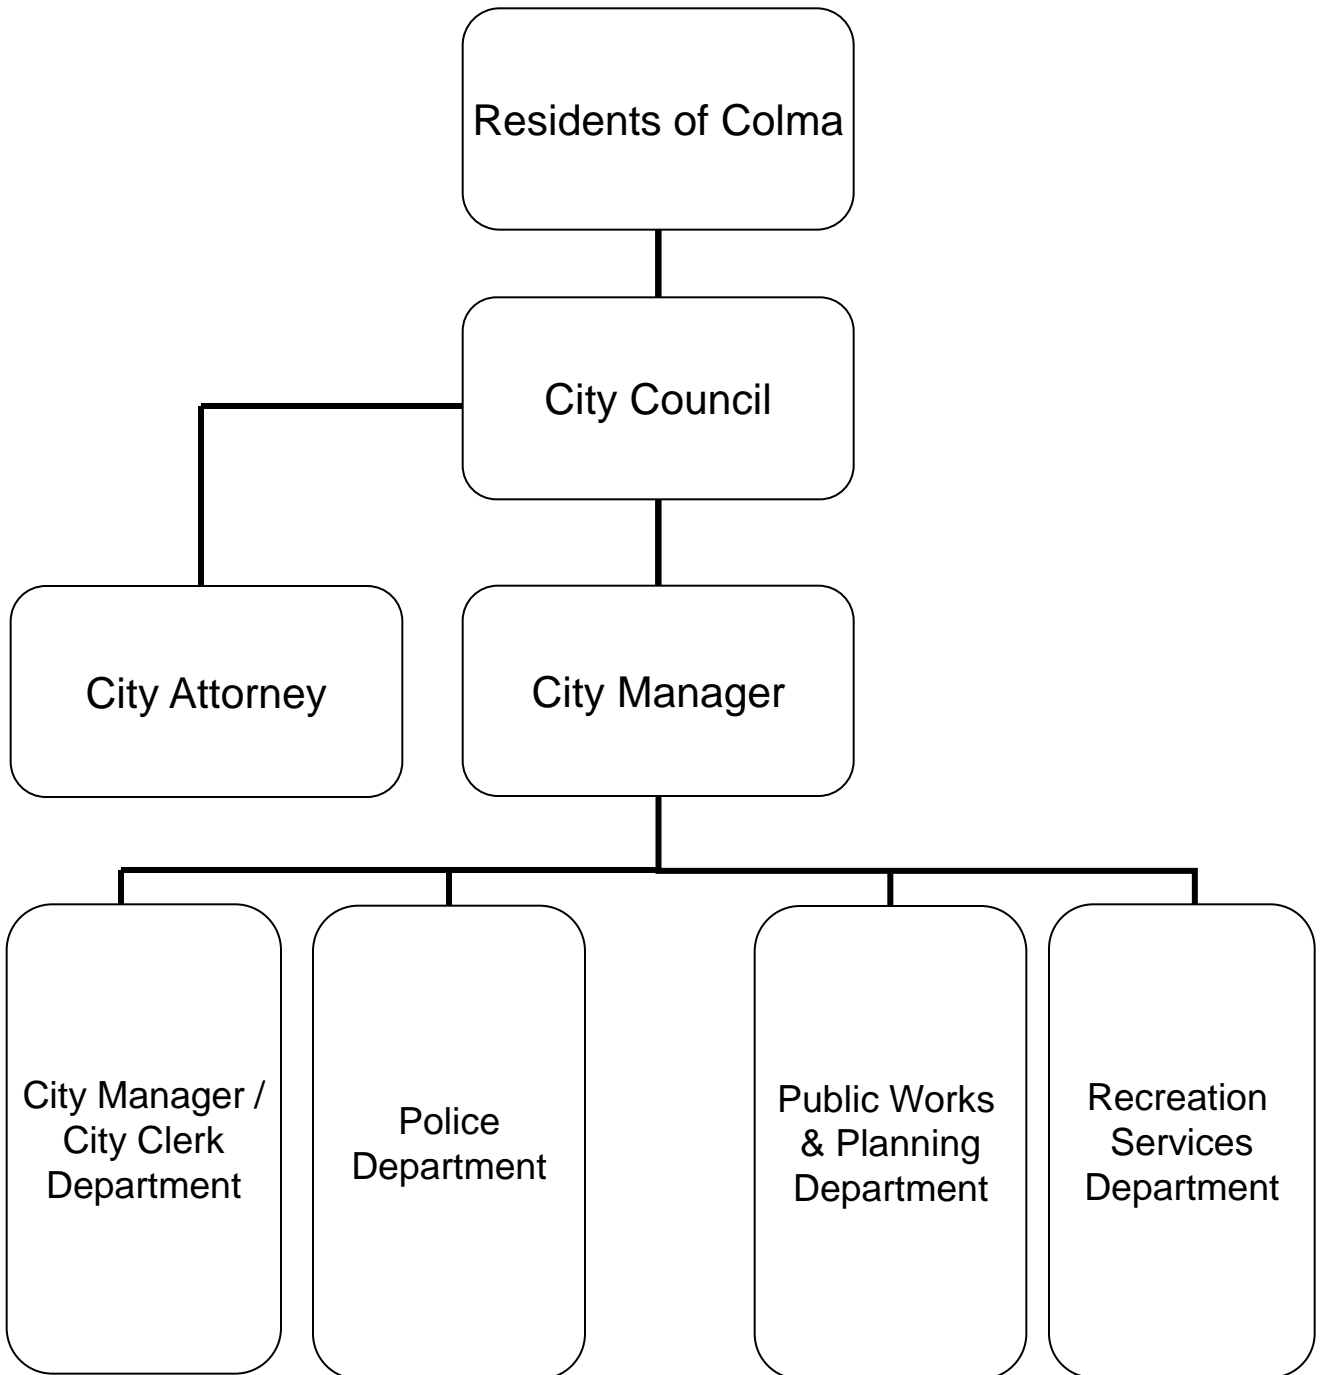 Residents of Colma
City Council
City Attorney
City Manager
City Manager /
City Clerk
Department
Police
Department
Public Works
& Planning
Department
Recreation
Services
Department